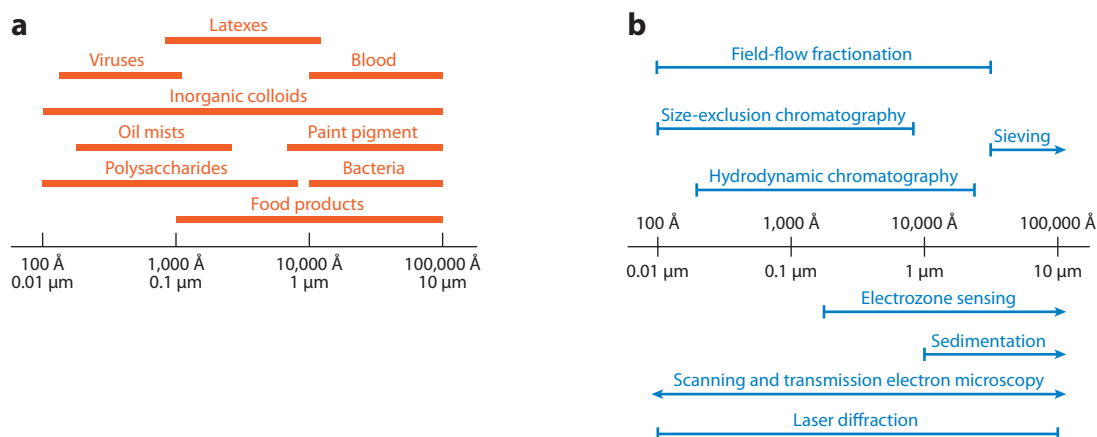 a
Latexes
Viruses
Blood
Inorganic colloids
Oil mists
Paint pigment
Polysaccharides
Bacteria
Food products
100 Å
1,000 Å
10,000 Å
100,000 Å
0.01 µm
0.1 µm
1 µm
10 µm
b
Field-flow fractionation
Size-exclusion chromatography
Sieving
Hydrodynamic chromatography
100 Å
1,000 Å
10,000 Å
100,000 Å
0.01 µm
0.1 µm
1 µm
10 µm
Electrozone sensing
Sedimentation
Scanning and transmission electron microscopy
Laser diffraction